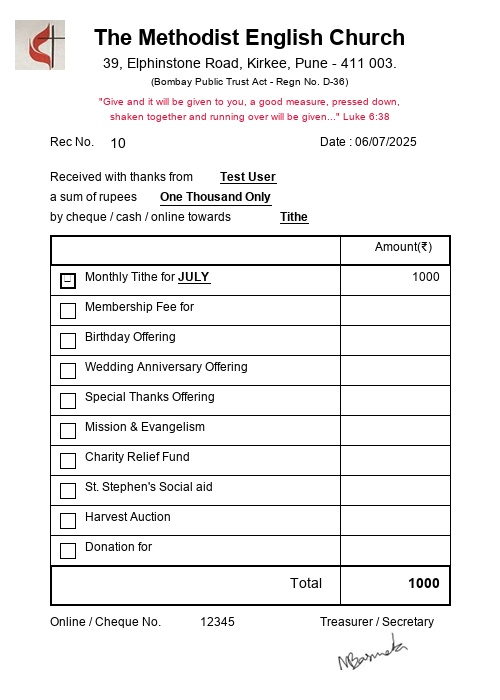 The Methodist English Church
39, Elphinstone Road, Kirkee, Pune - 411 003.
(Bombay Public Trust Act - Regn No. D-36)
"Give and it will be given to you, a good measure, pressed down,
shaken together and running over will be given..." Luke 6:38
Rec No. 10 Date : 06/07/2025
Received with thanks from Test User
a sum of rupees One Thousand Only
by cheque / cash / online towards Tithe
Amount(₹)
Monthly Tithe for JULY 1000
Membership Fee for
Birthday Offering
Wedding Anniversary Offering
Special Thanks Offering
Mission & Evangelism
Charity Relief Fund
St. Stephen's Social aid
Harvest Auction
Donation for
Total 1000
Online / Cheque No. 12345 Treasurer / Secretary